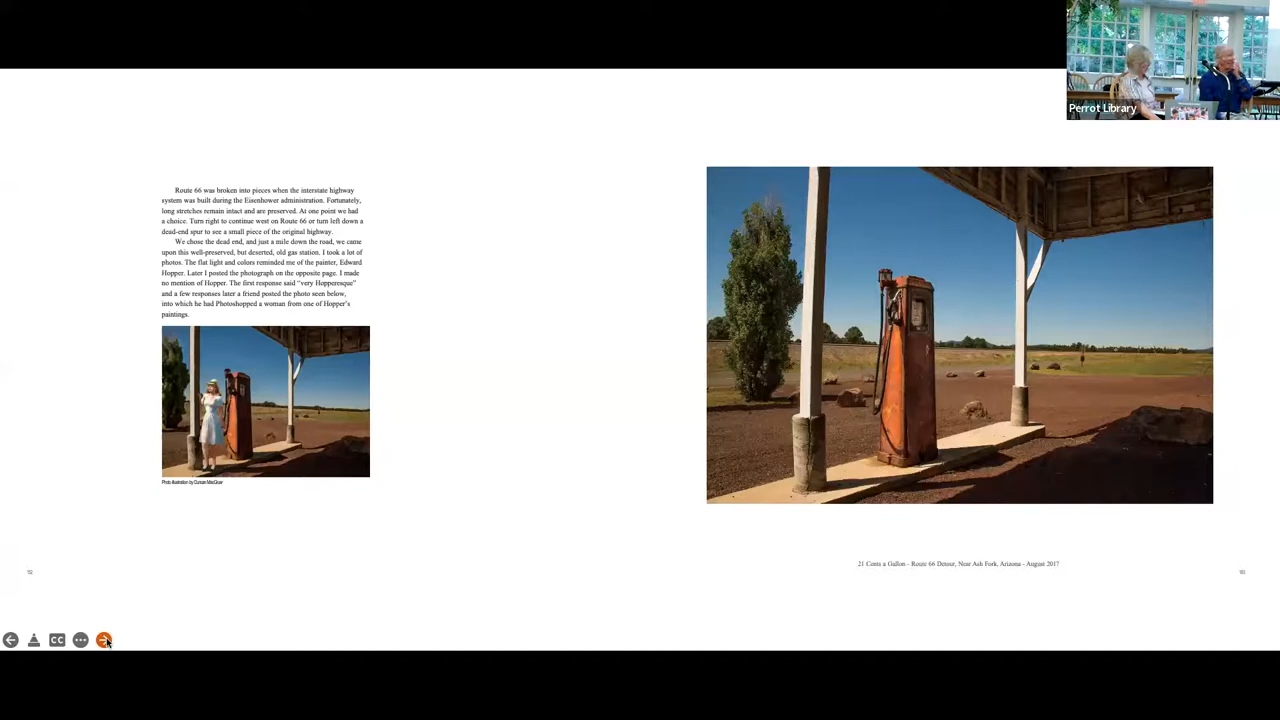 Perrot Library
Route 66 was broken into pieces when the interstate highway
system was built during the Eisenhower administration. Fortunately,
long stretches remain intact and are preserved. At one point we had
a choice. Turn right to continue west on Route 66 or turn left down a
dead-end spur to see a small piece of the original highway.
We chose the dead end, and just a mile down the road, we came
upon this well-preserved, but deserted, old gas station. I took a lot of
photos. The flat light and colors reminded me of the painter, Edward
Hopper. Later I posted the photograph on the opposite page. I made
no mention of Hopper. The first response said “very Hopperesque”
and a few responses later a friend posted the photo seen below,
into which he had Photoshopped a woman from one of Hopper’s
paintings.
Photo illustration by Duncan
21 Cents a Gallon - Route 66 Detour, Near Ash Fork, Arizona - August 2017
CC